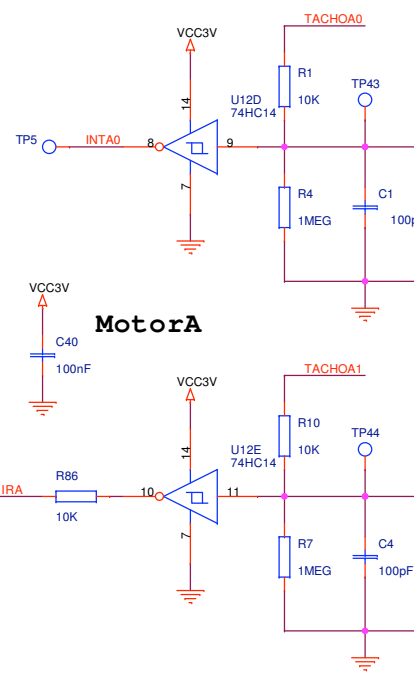 TACHOA0
VCC3V
R1
10K
TP43
14
U12D
74HC14
TP5
INTA0
8
9
7
R4
1MEG
C1
100p
VCC3V
MotorA
C40
100nF
TACHOA1
VCC3V
R10
10K
TP44
14
U12E
74HC14
IRA
R86
10K
10
11
7
R7
1MEG
C4
100pF